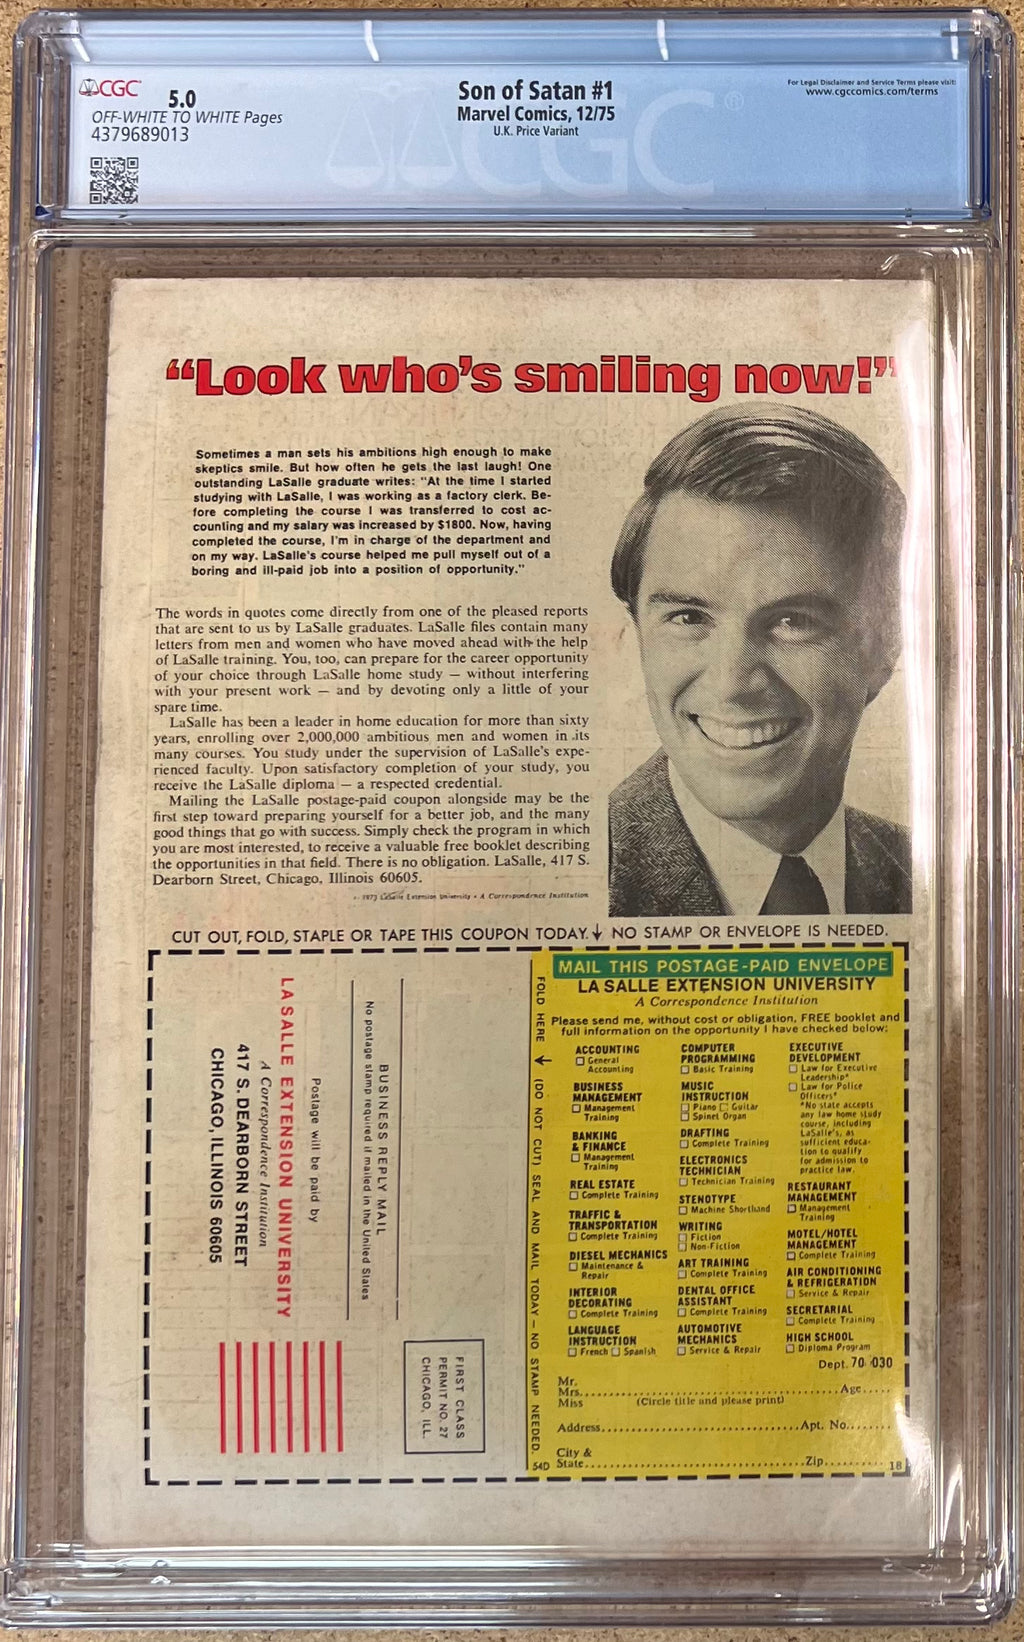 CGC
5.0
OFF-WHITE TO WHITE Pages
4379689013
Son of Satan #1
Marvel Comics, 12/75
U.K. Price Variant
For Legal Disclaimer and Service Terms please visit:
www.cgccomics.com/terms
CGC®
“Look who's smiling now!”
Sometimes a man sets his ambitions high enough to make
skeptics smile. But how often he gets the last laugh! One
outstanding LaSalle graduate writes: "At the time I started
studying with LaSalle, I was working as a factory clerk. Be-
fore completing the course I was transferred to cost ac-
counting and my salary was increased by $1800. Now, having
completed the course, I'm in charge of the department and
on my way. LaSalle's course helped me pull myself out of a
boring and ill-paid job into a position of opportunity."
The words in quotes come directly from one of the pleased reports
that are sent to us by LaSalle graduates. LaSalle files contain many
letters from men and women who have moved ahead with the help
of LaSalle training. You, too, can prepare for the career opportunity
of your choice through LaSalle home study — without interfering
with your present work — and by devoting only a little of your
spare time.
LaSalle has been a leader in home education for more than sixty
years, enrolling over 2,000,000 ambitious men and women in its
many courses. You study under the supervision of LaSalle's expe-
rienced faculty. Upon satisfactory completion of your study, you
receive the LaSalle diploma — a respected credential.
Mailing the LaSalle postage-paid coupon alongside may be the
first step toward preparing yourself for a better job, and the many
good things that go with success. Simply check the program in which
you are most interested, to receive a valuable free booklet describing
the opportunities in that field. There is no obligation. LaSalle, 417 S.
Dearborn Street, Chicago, Illinois 60605.
1973 LaSalle Extension University • A Correspondence Institution
CUT OUT, FOLD, STAPLE OR TAPE THIS COUPON TODAY. ↓ NO STAMP OR ENVELOPE IS NEEDED.
BUSINESS REPLY MAIL
No postage stamp required if mailed in the United States
Postage will be paid by
LA SALLE EXTENSION UNIVERSITY
A Correspondence Institution
417 S. DEARBORN STREET
CHICAGO, ILLINOIS 60605
FIRST CLASS
PERMIT NO. 27
CHICAGO, ILL.
FOLD HERE (DO NOT CUT) SEAL AND MAIL TODAY – NO STAMP NEEDED.
54D
MAIL THIS POSTAGE-PAID ENVELOPE
LA SALLE EXTENSION UNIVERSITY
A Correspondence Institution
Please send me, without cost or obligation, FREE booklet and
full information on the opportunity I have checked below:
ACCOUNTING
General
Accounting
BUSINESS
MANAGEMENT
Management
Training
BANKING
& FINANCE
Management
Training
REAL ESTATE
Complete Training
TRAFFIC &
TRANSPORTATION
Complete Training
DIESEL MECHANICS
Maintenance &
Repair
INTERIOR
DECORATING
Complete Training
LANGUAGE
INSTRUCTION
French Spanish
COMPUTER
PROGRAMMING
Basic Training
MUSIC
INSTRUCTION
Piano Guitar
Spinet Organ
DRAFTING
Complete Training
ELECTRONICS
TECHNICIAN
Technician Training
STENOTYPE
Machine Shorthand
WRITING
Fiction
Non-Fiction
ART TRAINING
Complete Training
DENTAL OFFICE
ASSISTANT
Complete Training
AUTOMOTIVE
MECHANICS
Service & Repair
EXECUTIVE
DEVELOPMENT
Law for Executive
Leadership*
Law for Police
Officers*
*No state accepts
any law home study
course, including
LaSalle's, as
sufficient educa-
tion to qualify
for admission to
practice law.
RESTAURANT
MANAGEMENT
Management
Training
MOTEL/HOTEL
MANAGEMENT
Complete Training
AIR CONDITIONING
& REFRIGERATION
Service & Repair
SECRETARIAL
Complete Training
HIGH SCHOOL
Diploma Program
Dept. 70 030
Mr.
Mrs. Age
Miss (Circle title and please print)
Address Apt. No.
City &
State Zip 18